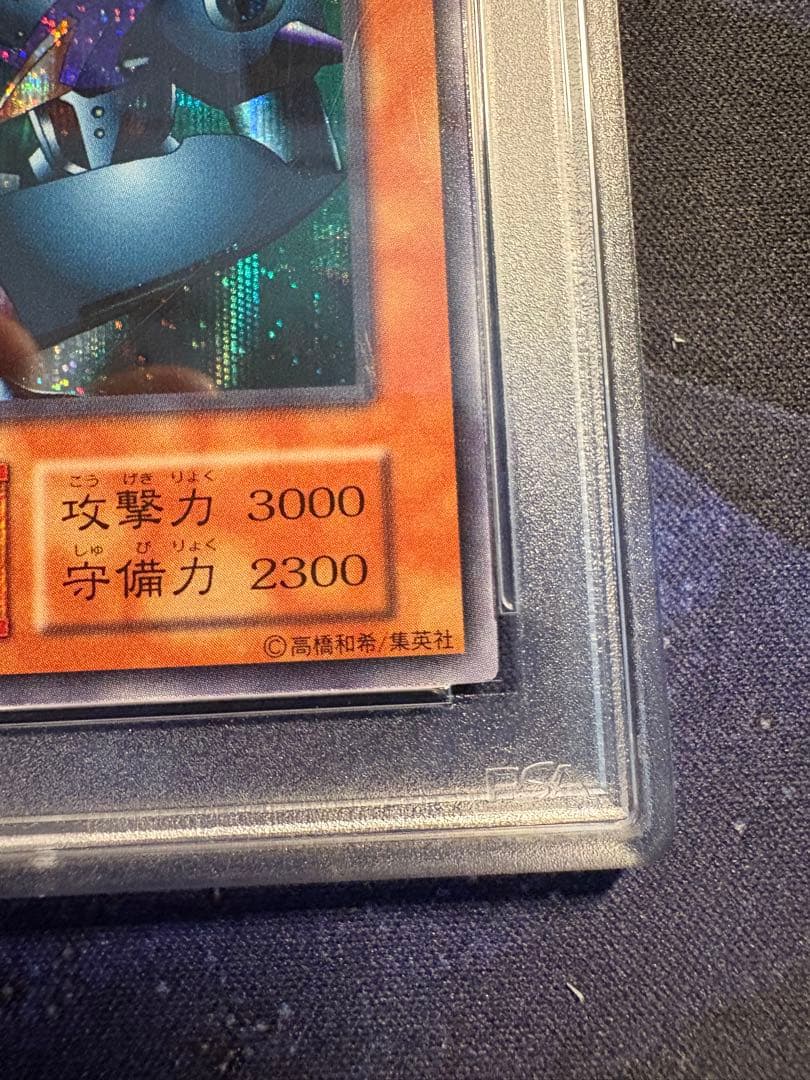 こう げき りょく
攻撃力 3000
しゅ び りょく
守備力 2300
©高橋和希/集英社
PSA